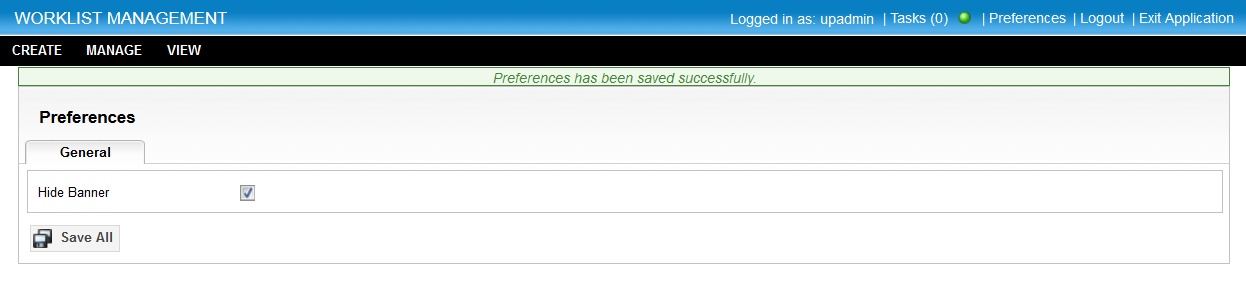 WORKLIST MANAGEMENT Logged in as: upadmin | Tasks (0) | Preferences | Logout | Exit Application
CREATE MANAGE VIEW
Preferences has been saved successfully.
Preferences
General
Hide Banner
Save All